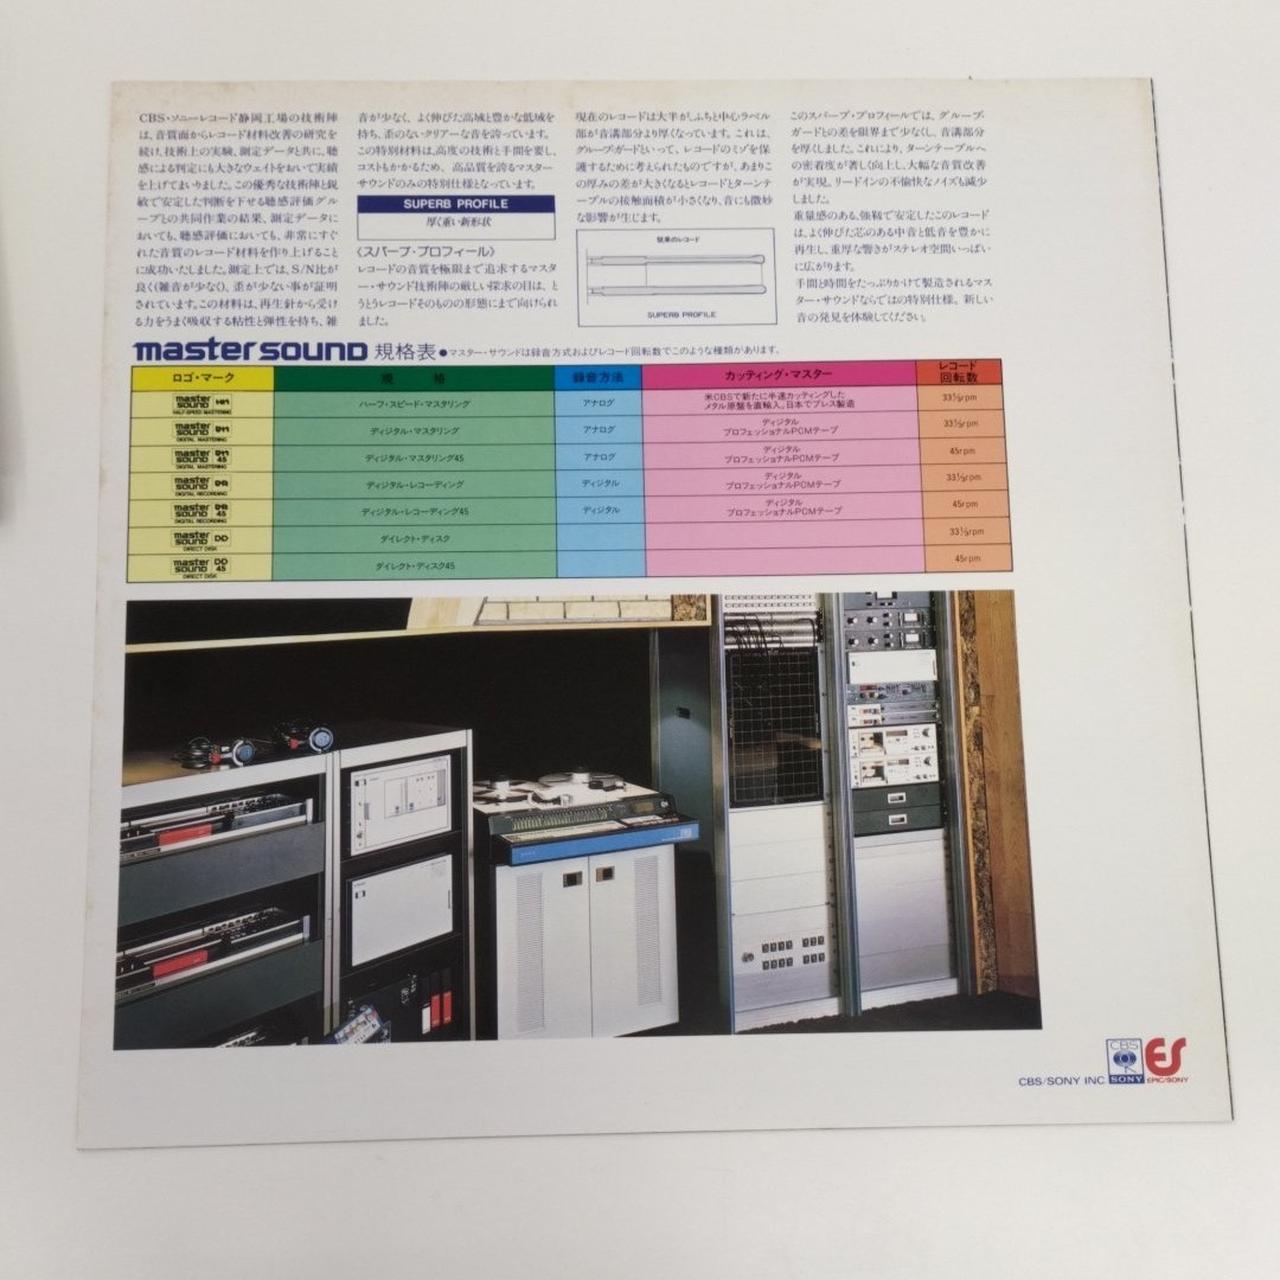 CBS・ソニーレコード静岡工場の技術陣
は、音質面からレコード材料改善の研究を
続け、技術上の実験、測定データと共に、聴
感による判定にも大きなウェイトをおいて実績
を上げてまいりました。この優秀な技術陣と鋭
敏で安定した判断を下せる聴感評価グル
ープとの共同作業の結果、測定データに
おいても、聴感評価においても、非常にすぐ
れた音質のレコード材料を作り上げること
に成功いたしました。測定上では、S/N比が
良く(雑音が少なく)、歪が少ない事が証明
されています。この材料は、再生針から受け
る力をうまく吸収する粘性と弾性を持ち、雑
音が少なく、よく伸びた高域と豊かな低域を
持ち、歪のないクリアーな音を誇っています。
この特別材料は、高度の技術と手間を要し、
コストもかかるため、高品質を誇るマスター
サウンドのみの特別仕様となっています。
SUPERB PROFILE
厚く重い新形状
〈スパーブ・プロフィール〉
レコードの音質を極限まで追求するマスタ
ー・サウンド技術陣の厳しい探求の目は、と
うとうレコードそのものの形態にまで向けられ
ました。
現在のレコードは大半が、ふちと中心ラベル
部が音溝部分より厚くなっています。これは、
グルーブ・ガードといって、レコードのミゾを保
護するために考えられたものですが、あまりこ
の厚みの差が大きくなるとレコードとターンテ
ーブルの接触面積が小さくなり、音にも微妙
な影響が生じます。
従来のレコード
SUPERB PROFILE
このスパーブ・プロフィールでは、グルーブ・
ガードとの差を限界まで少なくし、音溝部分
を厚くしました。これにより、ターンテーブルへ
の密着度が著しく向上し、大幅な音質改善
が実現。リードインの不愉快なノイズも減少
しました。
重量感のある、強靱で安定したこのレコード
は、よく伸びた芯のある中音と低音を豊かに
再生し、重厚な響きがステレオ空間いっぱい
に広がります。
手間と時間をたっぷりかけて製造されるマス
ター・サウンドならではの特別仕様。新しい
音の発見を体験してください。
master sound 規格表 ●マスター・サウンドは録音方式およびレコード回転数でこのような種類があります。
ロゴ・マーク 規格 録音方法 カッティング・マスター レコード回転数
master sound HALF-SPEED MASTERING ハーフ・スピード・マスタリング アナログ 米CBSで新たに半速カッティングした メタル原盤を直輸入。日本でプレス製造 33⅓rpm
master sound DIGITAL MASTERING ディジタル・マスタリング アナログ ディジタル プロフェッショナルPCMテープ 33⅓rpm
master sound 45 DIGITAL MASTERING ディジタル・マスタリング45 アナログ ディジタル プロフェッショナルPCMテープ 45rpm
master sound DIGITAL RECORDING ディジタル・レコーディング ディジタル ディジタル プロフェッショナルPCMテープ 33⅓rpm
master sound 45 DIGITAL RECORDING ディジタル・レコーディング45 ディジタル ディジタル プロフェッショナルPCMテープ 45rpm
master sound DD DIRECT DISK ダイレクト・ディスク 33⅓rpm
master sound DD 45 DIRECT DISK ダイレクト・ディスク45 45rpm
CBS/SONY INC.
CBS
SONY
ES
EPIC/SONY